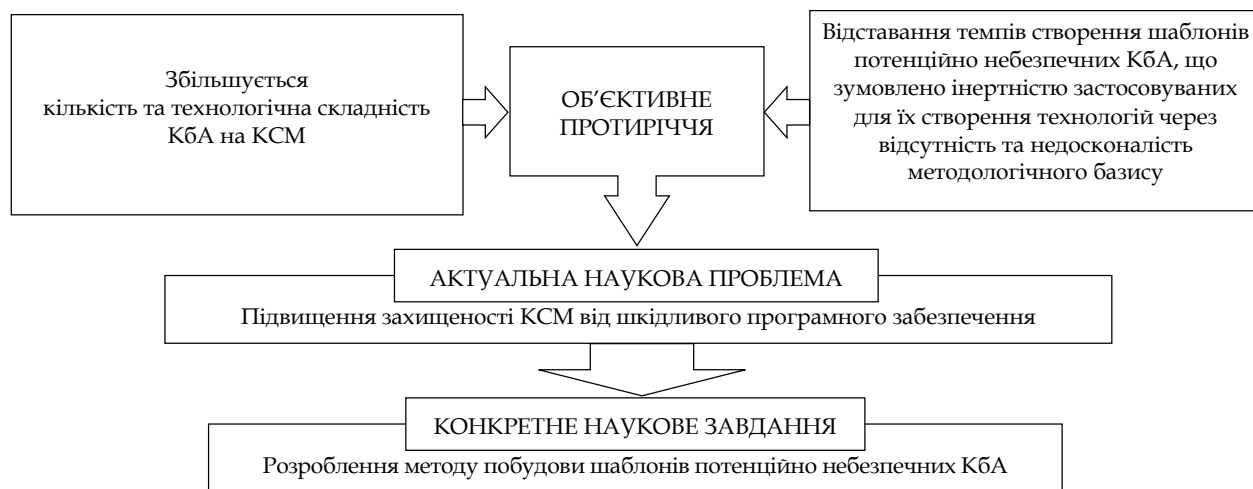 Збільшується
кількість та технологічна складність
КбА на КСМ
ОБ’ЄКТИВНЕ
ПРОТИРІЧЧЯ
Відставання темпів створення шаблонів
потенційно небезпечних КбА, що
зумовлено інертністю застосовуваних
для їх створення технологій через
відсутність та недосконалість
методологічного базису
АКТУАЛЬНА НАУКОВА ПРОБЛЕМА
Підвищення захищеності КСМ від шкідливого програмного забезпечення
КОНКРЕТНЕ НАУКОВЕ ЗАВДАННЯ
Розроблення методу побудови шаблонів потенційно небезпечних КбА